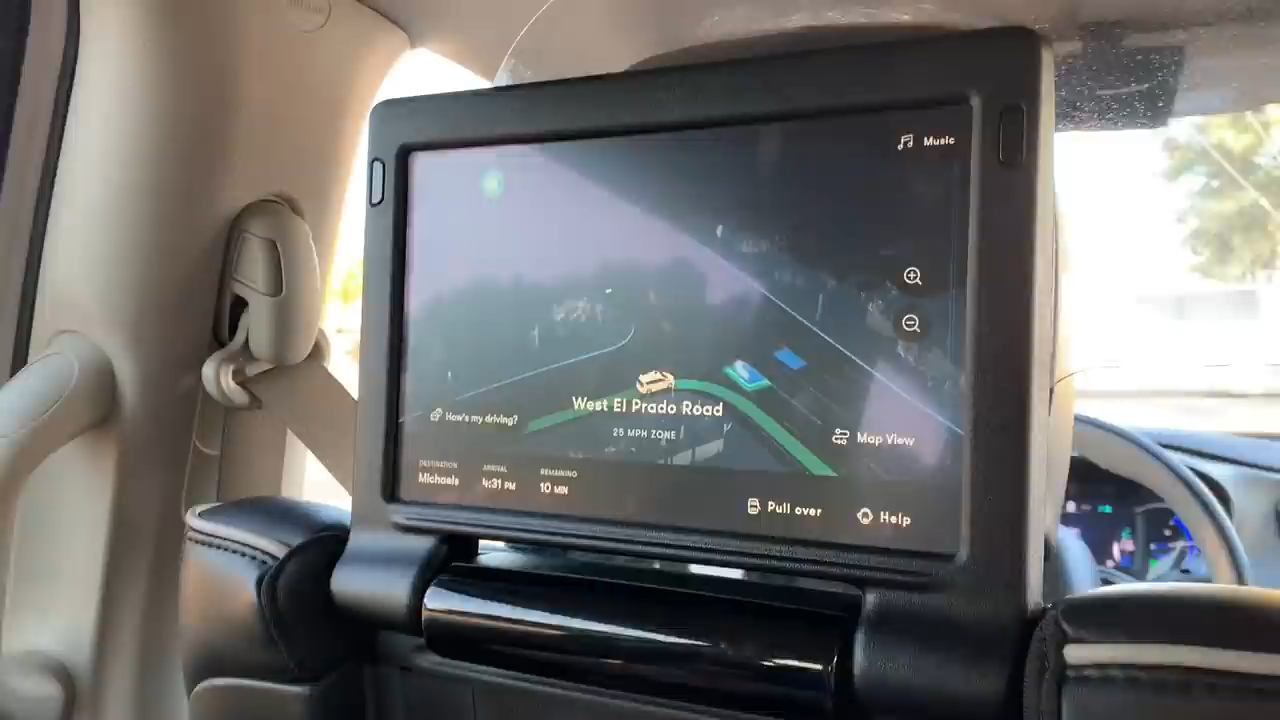 Music
West El Prado Road
25 MPH ZONE
How's my driving?
Map View
DESTINATION
Michaels
ARRIVAL
4:31 PM
REMAINING
10 MIN
Pull over
Help